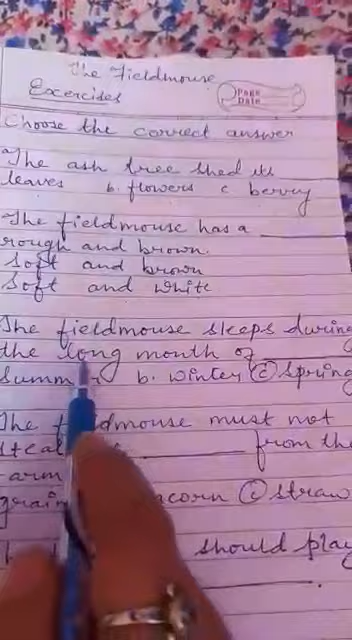 The Fieldmouse
Exercises
Page
Date
Choose the correct answer
The ash tree shed its
leaves b. flowers c berry
The fieldmouse has a
rough and brown.
Soft and brown
Soft and white
The fieldmouse sleeps during
the long month of
b. winter (c) Spring
The must not
from the
acorn (c) straw
should play